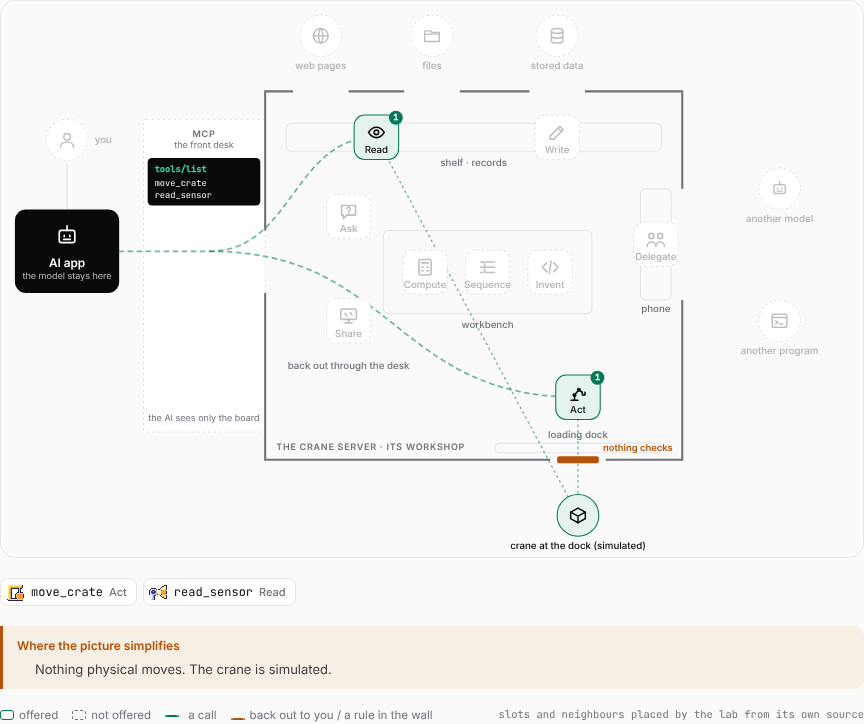 web pages
files
stored data
you
MCP
the front desk
tools/list
move_crate
read_sensor
1
Read
Write
shelf · records
another model
Ask
AI app
the model stays here
Delegate
Compute
Sequence
Invent
phone
workbench
Share
another program
back out through the desk
1
Act
the AI sees only the board
loading dock
THE CRANE SERVER · ITS WORKSHOP
nothing checks
crane at the dock (simulated)
move_crate Act
read_sensor Read
Where the picture simplifies
Nothing physical moves. The crane is simulated.
offered
not offered
a call
back out to you / a rule in the wall
slots and neighbours placed by the lab from its own source